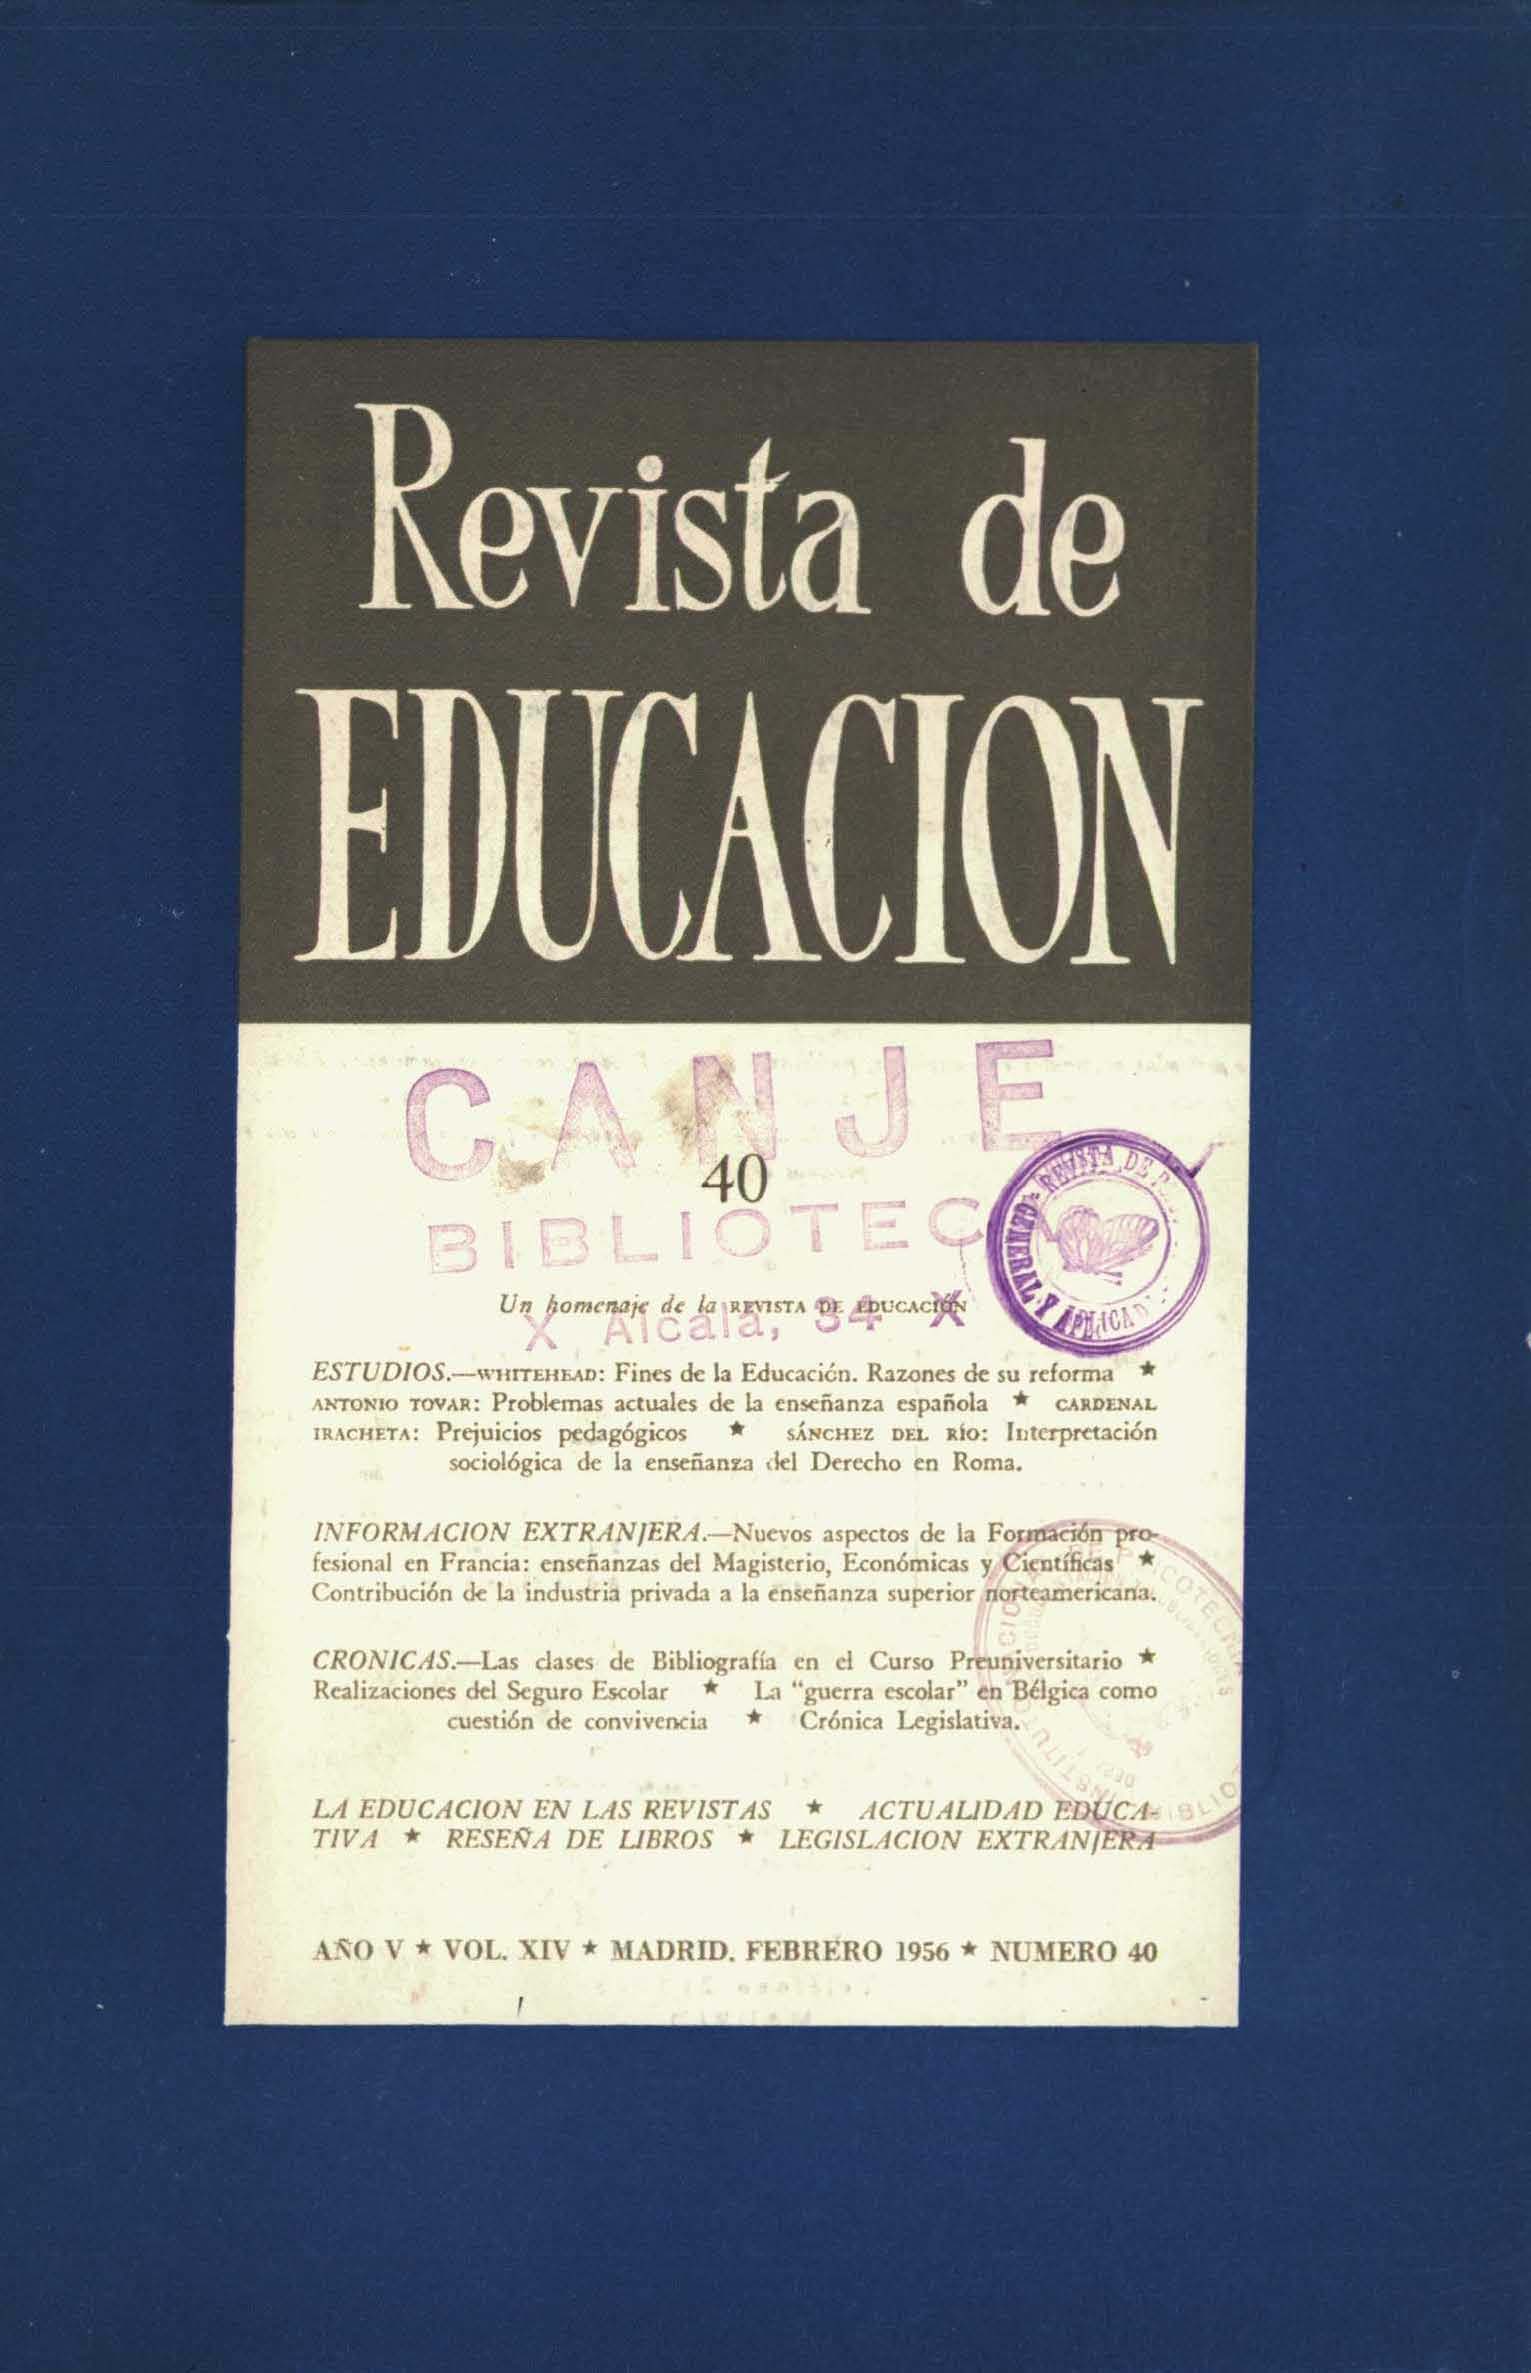 Revista de
EDUCACION
CANJE
40
BIBLIOTECA
Un homenaje de la REVISTA DE EDUCACIÓN
X Alcalá, 34 X
REVISTA DE
GENERAL Y APLICADA
ESTUDIOS.—WHITEHEAD: Fines de la Educación. Razones de su reforma ★
ANTONIO TOVAR: Problemas actuales de la enseñanza española ★ CARDENAL
IRACHETA: Prejuicios pedagógicos ★ SÁNCHEZ DEL RÍO: Interpretación
sociológica de la enseñanza del Derecho en Roma.
INFORMACION EXTRANJERA.—Nuevos aspectos de la Formación pro-
fesional en Francia: enseñanzas del Magisterio, Económicas y Científicas ★
Contribución de la industria privada a la enseñanza superior norteamericana.
CRONICAS.—Las clases de Bibliografía en el Curso Preuniversitario ★
Realizaciones del Seguro Escolar ★ La "guerra escolar" en Bélgica como
cuestión de convivencia ★ Crónica Legislativa.
LA EDUCACION EN LAS REVISTAS ★ ACTUALIDAD EDUCA-
TIVA ★ RESEÑA DE LIBROS ★ LEGISLACION EXTRANJERA
AÑO V ★ VOL. XIV ★ MADRID. FEBRERO 1956 ★ NUMERO 40